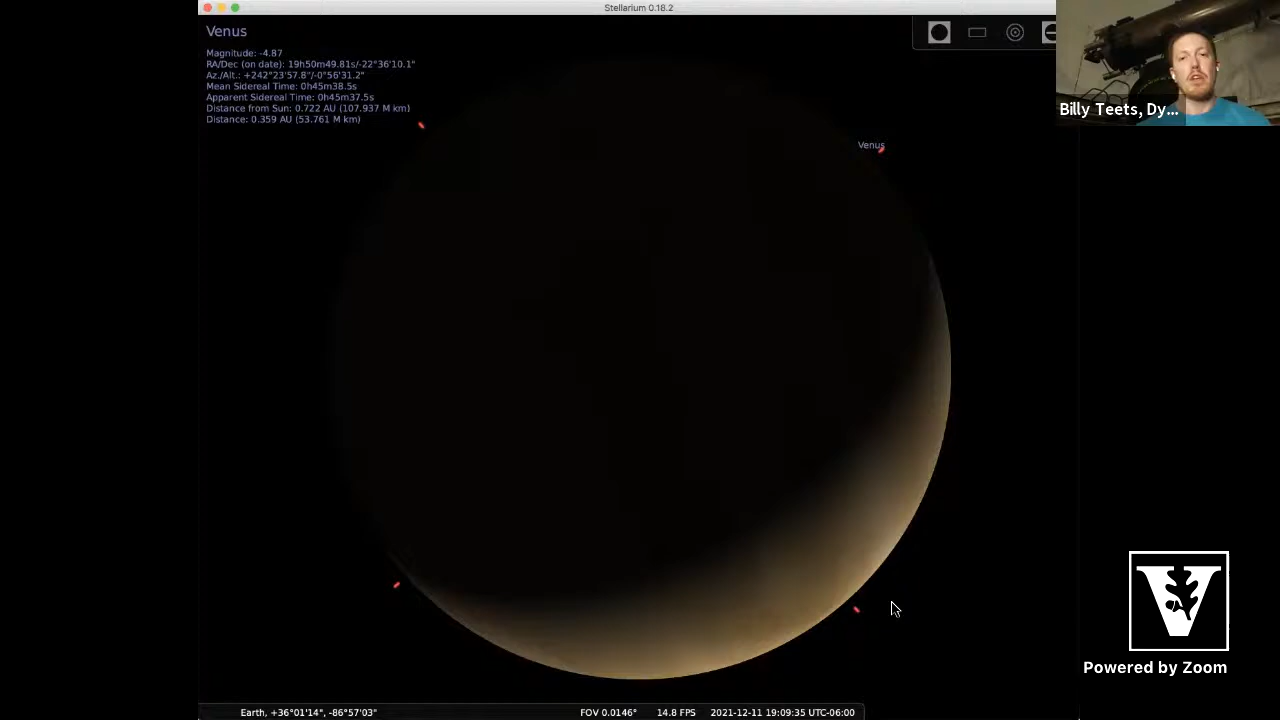 Stellarium 0.18.2
Venus
Magnitude: -4.87
RA/Dec (on date): 19h50m49.81s/-22°36'10.1"
Az./Alt.: +242°23'57.8"/-0°56'31.2"
Mean Sidereal Time: 0h45m38.5s
Apparent Sidereal Time: 0h45m37.5s
Distance from Sun: 0.722 AU (107.937 M km)
Distance: 0.359 AU (53.761 M km)
Billy Teets, Dy...
Venus
V
Powered by Zoom
Earth, +36°01'14", -86°57'03"
FOV 0.0146° 14.8 FPS 2021-12-11 19:09:35 UTC-06:00